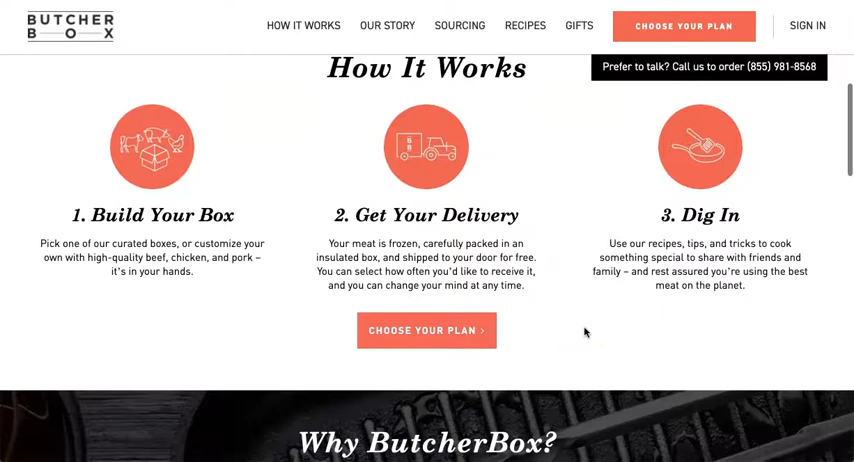 BUTCHER
BOX
HOW IT WORKS
OUR STORY
SOURCING
RECIPES
GIFTS
CHOOSE YOUR PLAN
SIGN IN
Prefer to talk? Call us to order (855) 981-8568
How It Works
1. Build Your Box
Pick one of our curated boxes, or customize your
own with high-quality beef, chicken, and pork –
it's in your hands.
BB
2. Get Your Delivery
Your meat is frozen, carefully packed in an
insulated box, and shipped to your door for free.
You can select how often you'd like to receive it,
and you can change your mind at any time.
3. Dig In
Use our recipes, tips, and tricks to cook
something special to share with friends and
family – and rest assured you're using the best
meat on the planet.
CHOOSE YOUR PLAN ›
Why ButcherBox?